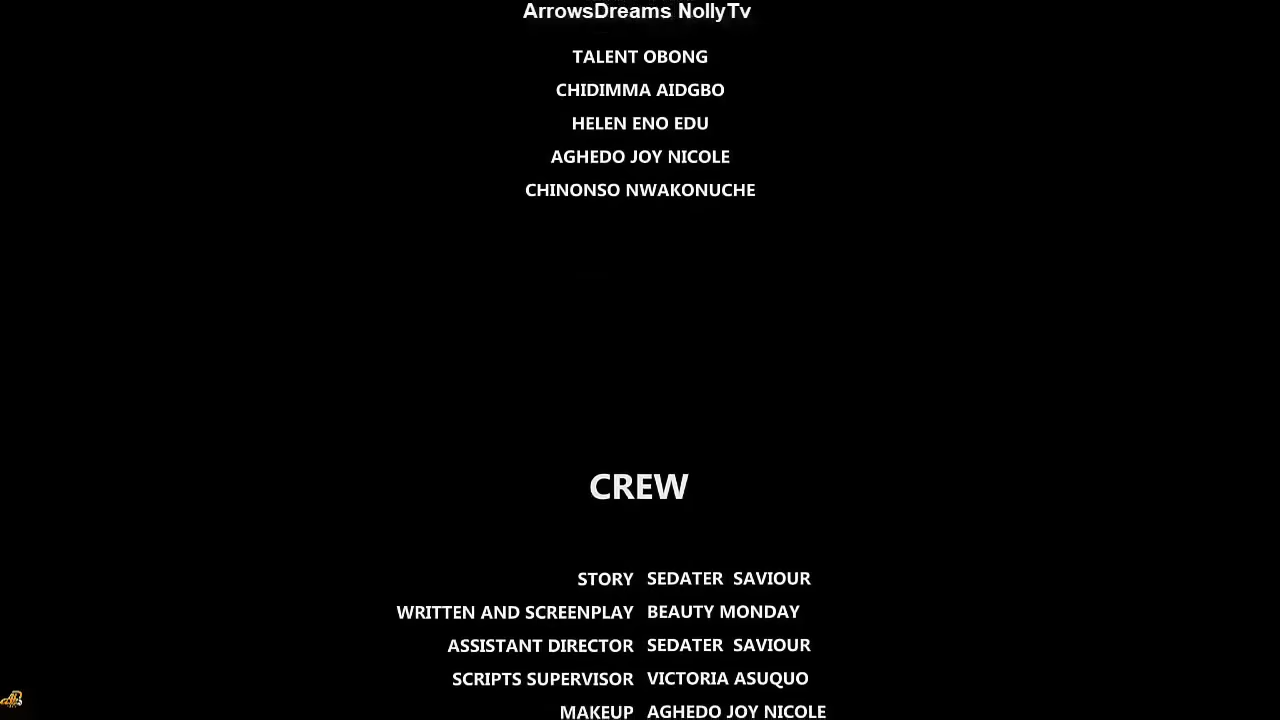 ArrowsDreams NollyTv
TALENT OBONG
CHIDIMMA AIDGBO
HELEN ENO EDU
AGHEDO JOY NICOLE
CHINONSO NWAKONUCHE
CREW
STORY SEDATER SAVIOUR
WRITTEN AND SCREENPLAY BEAUTY MONDAY
ASSISTANT DIRECTOR SEDATER SAVIOUR
SCRIPTS SUPERVISOR VICTORIA ASUQUO
MAKEUP AGHEDO JOY NICOLE